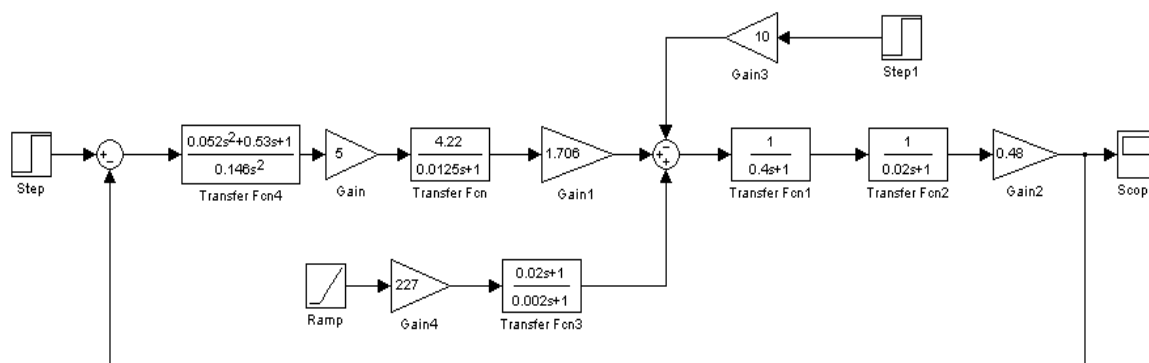 10
Gain3
Step1
+
−
Step
0.052s²+0.53s+1
0.146s²
Transfer Fcn4
5
Gain
4.22
0.0125s+1
Transfer Fcn
1.706
Gain1
−
+
+
1
0.4s+1
Transfer Fcn1
1
0.02s+1
Transfer Fcn2
0.48
Gain2
Scop
Ramp
227
Gain4
0.02s+1
0.002s+1
Transfer Fcn3